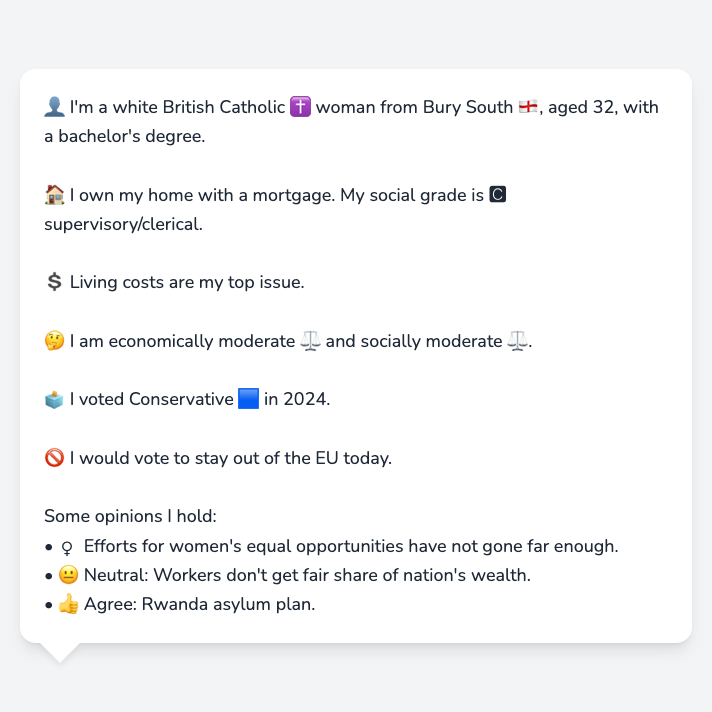 👤 I'm a white British Catholic ✝️ woman from Bury South 🏴󠁧󠁢󠁥󠁮󠁧󠁿, aged 32, with
a bachelor's degree.
🏠 I own my home with a mortgage. My social grade is 🅲
supervisory/clerical.
💲 Living costs are my top issue.
🤔 I am economically moderate ⚖️ and socially moderate ⚖️.
🗳️ I voted Conservative 🟦 in 2024.
🚫 I would vote to stay out of the EU today.
Some opinions I hold:
• ♀ Efforts for women's equal opportunities have not gone far enough.
• 😐 Neutral: Workers don't get fair share of nation's wealth.
• 👍 Agree: Rwanda asylum plan.